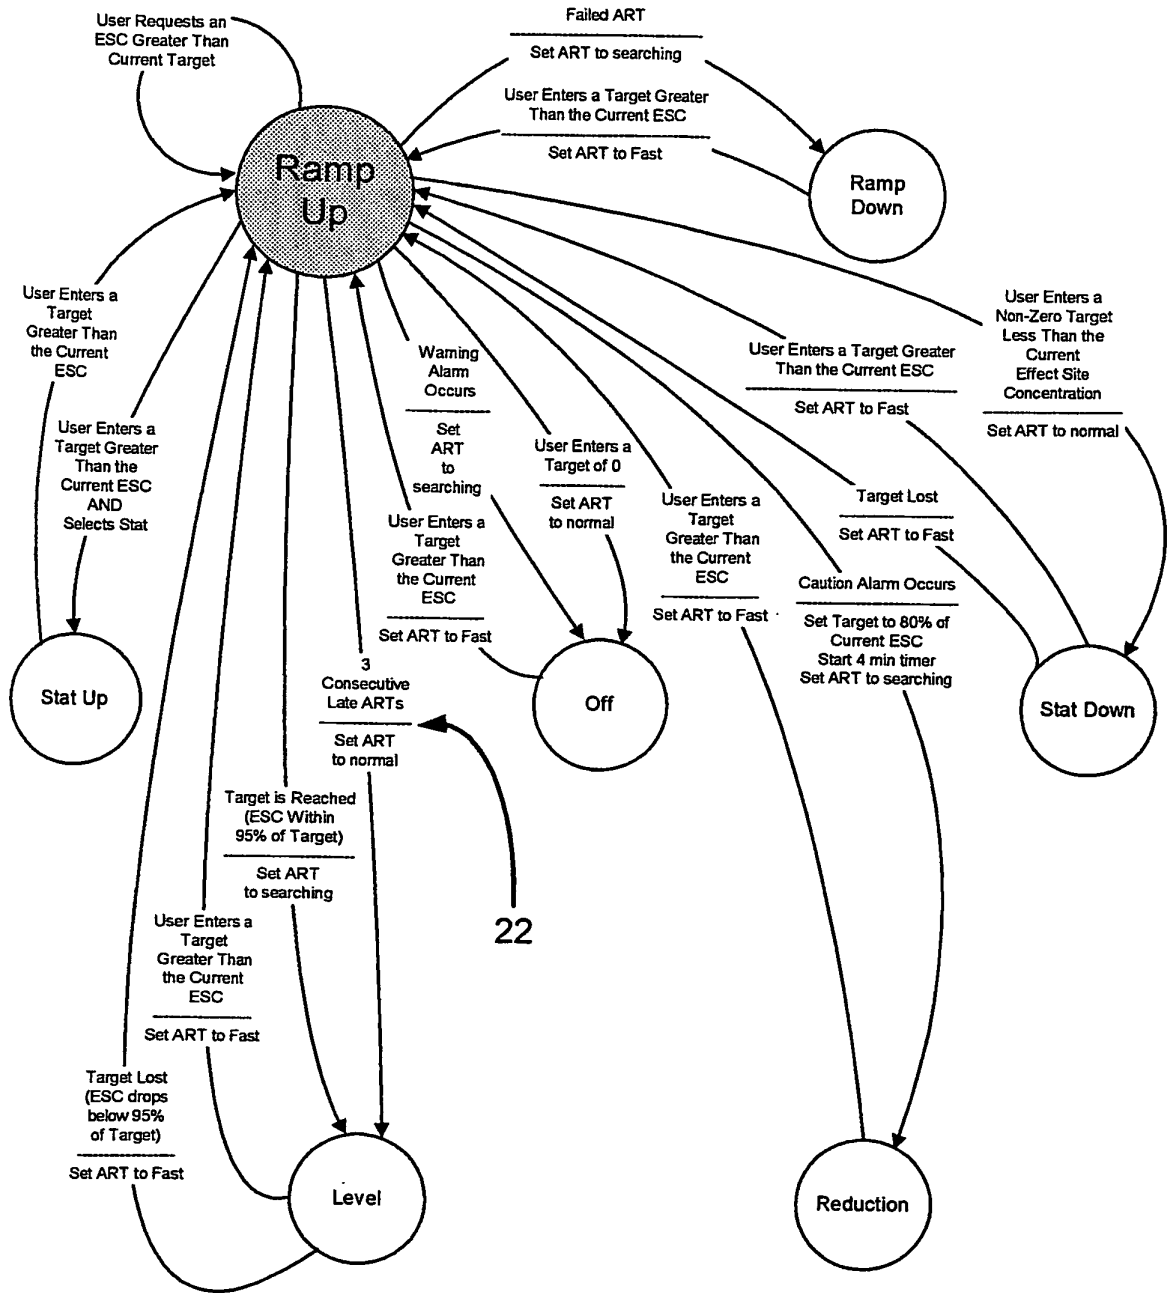 User Requests an
ESC Greater Than
Current Target
Failed ART
Set ART to searching
User Enters a Target Greater
Than the Current ESC
Set ART to Fast
Ramp
Up
Ramp
Down
User Enters a
Target
Greater Than
the Current
ESC
User Enters a
Target Greater
Than the
Current ESC
AND
Selects Stat
Warning
Alarm
Occurs
Set
ART
to
searching
User Enters a
Target of 0
Set ART
to normal
User Enters a Target Greater
Than the Current ESC
Set ART to Fast
User Enters a
Non-Zero Target
Less Than the
Current
Effect Site
Concentration
Set ART to normal
User Enters a
Target
Greater Than
the Current
ESC
Set ART to Fast
User Enters a
Target
Greater Than
the Current
ESC
Set ART to Fast
Target Lost
Set ART to Fast
Caution Alarm Occurs
Set Target to 80% of
Current ESC
Start 4 min timer
Set ART to searching
Stat Up
Off
Stat Down
3
Consecutive
Late ARTs
Set ART
to normal
Target is Reached
(ESC Within
95% of Target)
Set ART
to searching
22
User Enters a
Target
Greater Than
the Current
ESC
Set ART to Fast
Target Lost
(ESC drops
below 95%
of Target)
Set ART to Fast
Level
Reduction